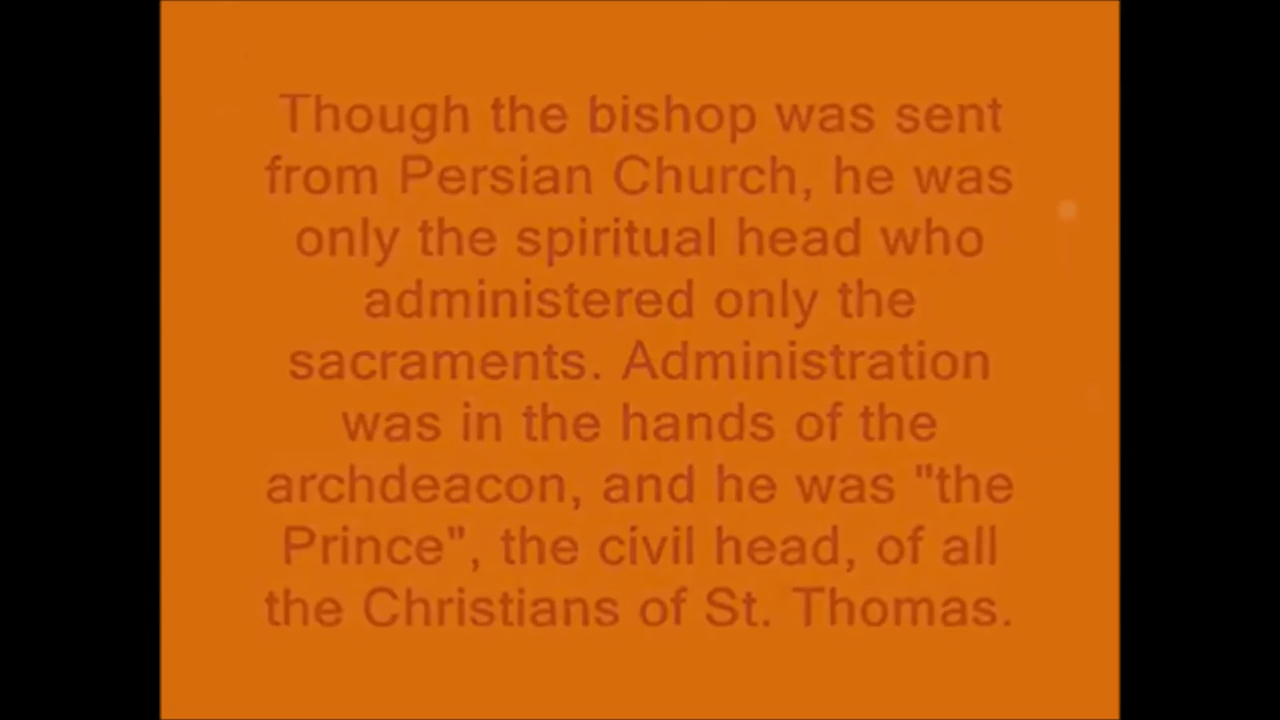 Though the bishop was sent
from Persian Church, he was
only the spiritual head who
administered only the
sacraments. Administration
was in the hands of the
archdeacon, and he was "the
Prince", the civil head, of all
the Christians of St. Thomas.